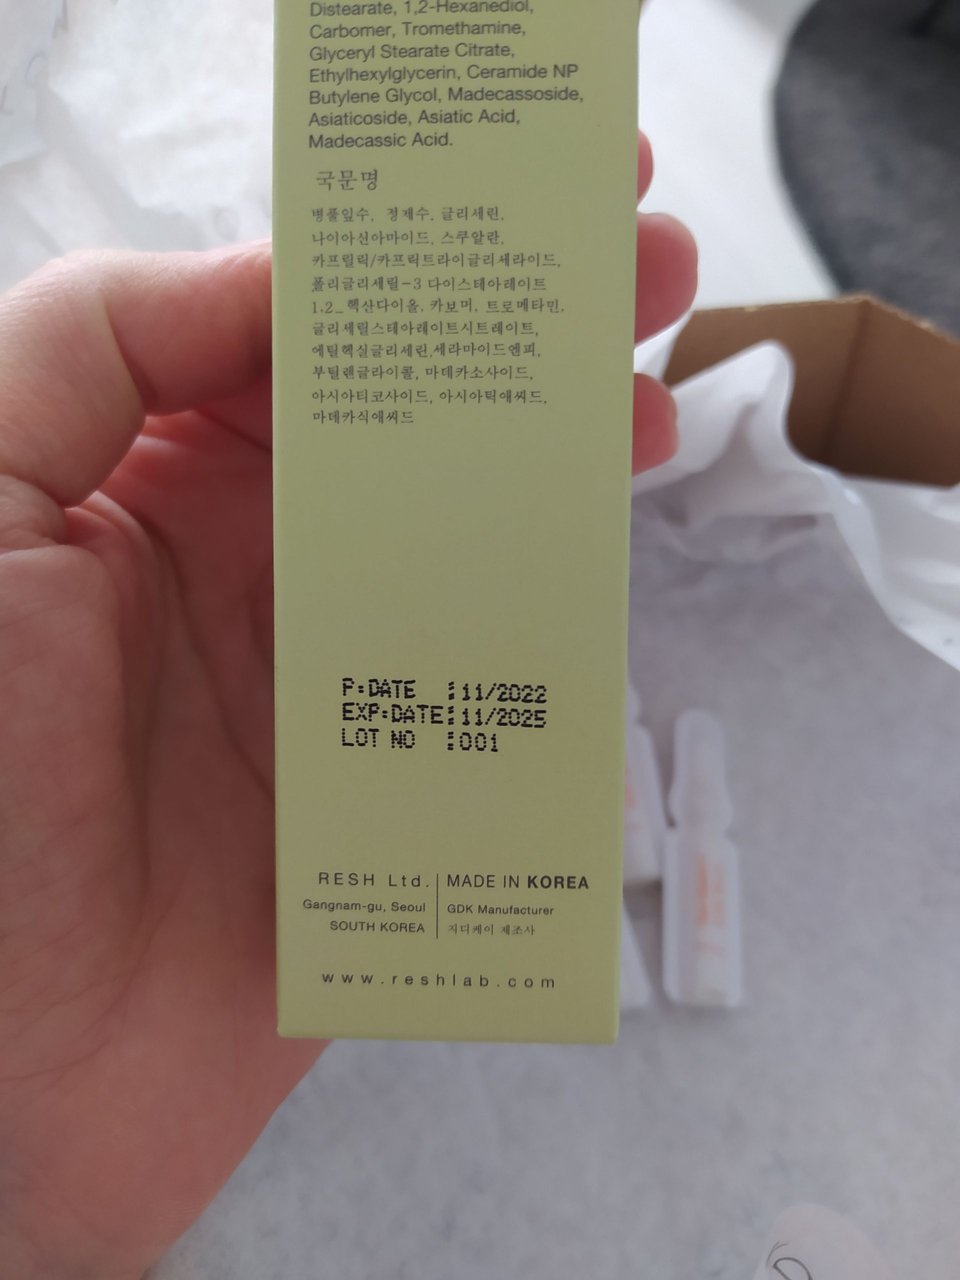 Distearate, 1,2-Hexanediol,
Carbomer, Tromethamine,
Glyceryl Stearate Citrate,
Ethylhexylglycerin, Ceramide NP
Butylene Glycol, Madecassoside,
Asiaticoside, Asiatic Acid,
Madecassic Acid.
국문명
병풀잎수, 정제수, 글리세린,
나이아신아마이드, 스쿠알란,
카프릴릭/카프릭트라이글리세라이드,
폴리글리세릴-3 다이스테아레이트
1,2_헥산다이올, 카보머, 트로메타민,
글리세릴스테아레이트시트레이트,
에틸헥실글리세린,세라마이드엔피,
부틸랜글라이콜, 마데카소사이드,
아시아티코사이드, 아시아틱애씨드,
마데카식애씨드
P:DATE :11/2022
EXP:DATE:11/2025
LOT NO :001
RESH Ltd. MADE IN KOREA
Gangnam-gu, Seoul GDK Manufacturer
SOUTH KOREA 지디케이 제조사
www.reshlab.com